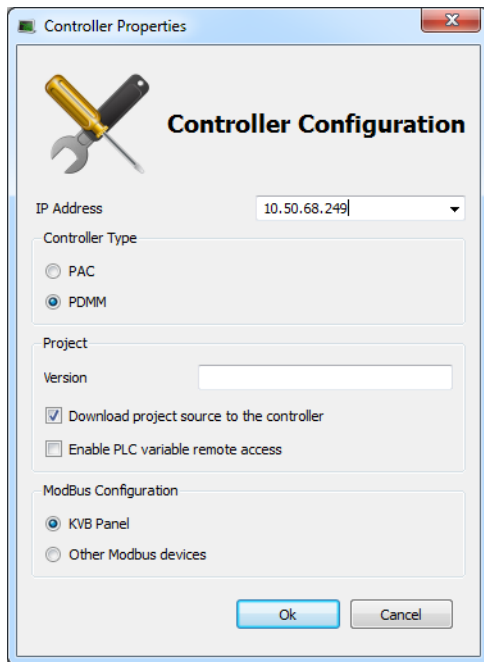 Controller Properties
Controller Configuration
IP Address
10.50.68.249
Controller Type
PAC
PDMM
Project
Version
Download project source to the controller
Enable PLC variable remote access
ModBus Configuration
KVB Panel
Other Modbus devices
Ok
Cancel